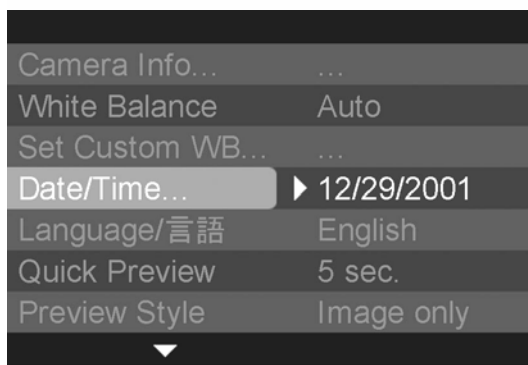 Camera Info... ...
White Balance Auto
Set Custom WB... ...
Date/Time... 12/29/2001
Language/言語 English
Quick Preview 5 sec.
Preview Style Image only